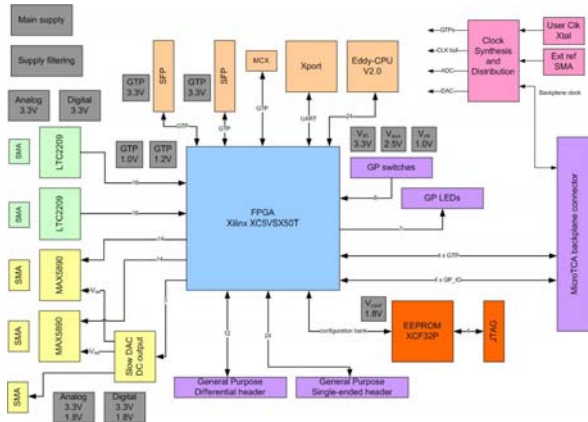 Main supply
Supply filtering
Analog
3.3V
Digital
3.3V
GTP
3.3V
SFP
GTP
3.3V
SFP
MCX
Xport
Eddy-CPU
V2.0
GTPs
CLK buf
ADC
DAC
Clock
Synthesis
and
Distribution
User Clk
Xtal
Ext ref
SMA
Backplane clock
GTP
GTP
GTP
UART
24
SMA
LTC2209
16
GTP
1.0V
GTP
1.2V
VIO
3.3V
Vaux
2.5V
1.0V
GP switches
8
GP LEDs
SMA
LTC2209
16
FPGA
Xilinx XC5VSX50T
MicroTCA backplane connector
4 x GTP
4 x GP_IO
SMA
MAX5890
14
14
SMA
MAX5890
Slow DAC
DC output
SMA
12
24
configuration bank
1.8V
EEPROM
XCF32P
JTAG
Analog
3.3V
1.8V
Digital
3.3V
1.8V
General Purpose
Differential header
General Purpose
Single-ended header